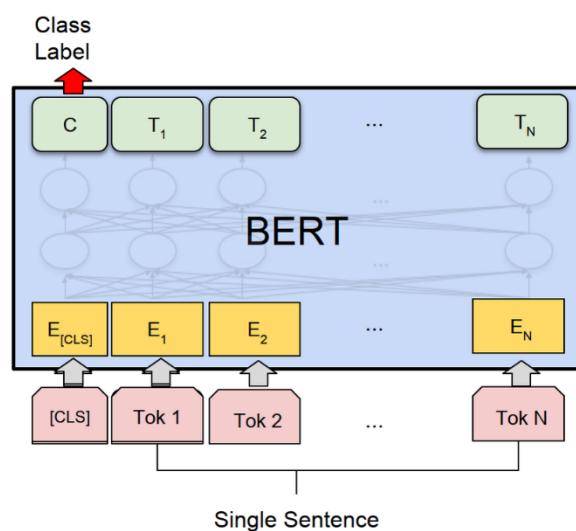 Class
Label
C T1 T2 ... TN
...
BERT
...
E[CLS] E1 E2 ... EN
[CLS] Tok 1 Tok 2 ... Tok N
Single Sentence